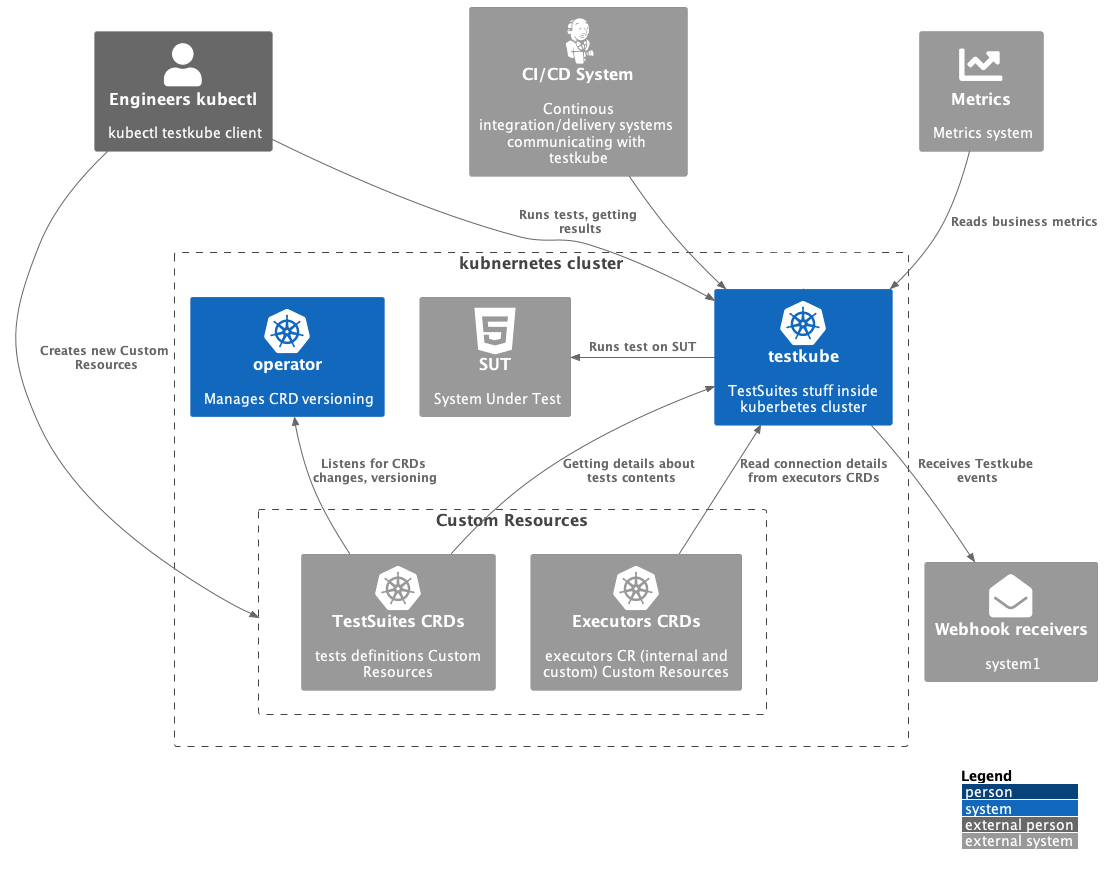 Engineers kubectl
kubectl testkube client
CI/CD System
Continous
integration/delivery systems
communicating with
testkube
Metrics
Metrics system
Runs tests, getting
results
Reads business metrics
kubnernetes cluster
operator
Manages CRD versioning
SUT
System Under Test
Runs test on SUT
testkube
TestSuites stuff inside
kuberbetes cluster
Creates new Custom
Resources
Listens for CRDs
changes, versioning
Getting details about
tests contents
Read connection details
from executors CRDs
Receives Testkube
events
Custom Resources
TestSuites CRDs
tests definitions Custom
Resources
Executors CRDs
executors CR (internal and
custom) Custom Resources
Webhook receivers
system1
Legend
person
system
external person
external system